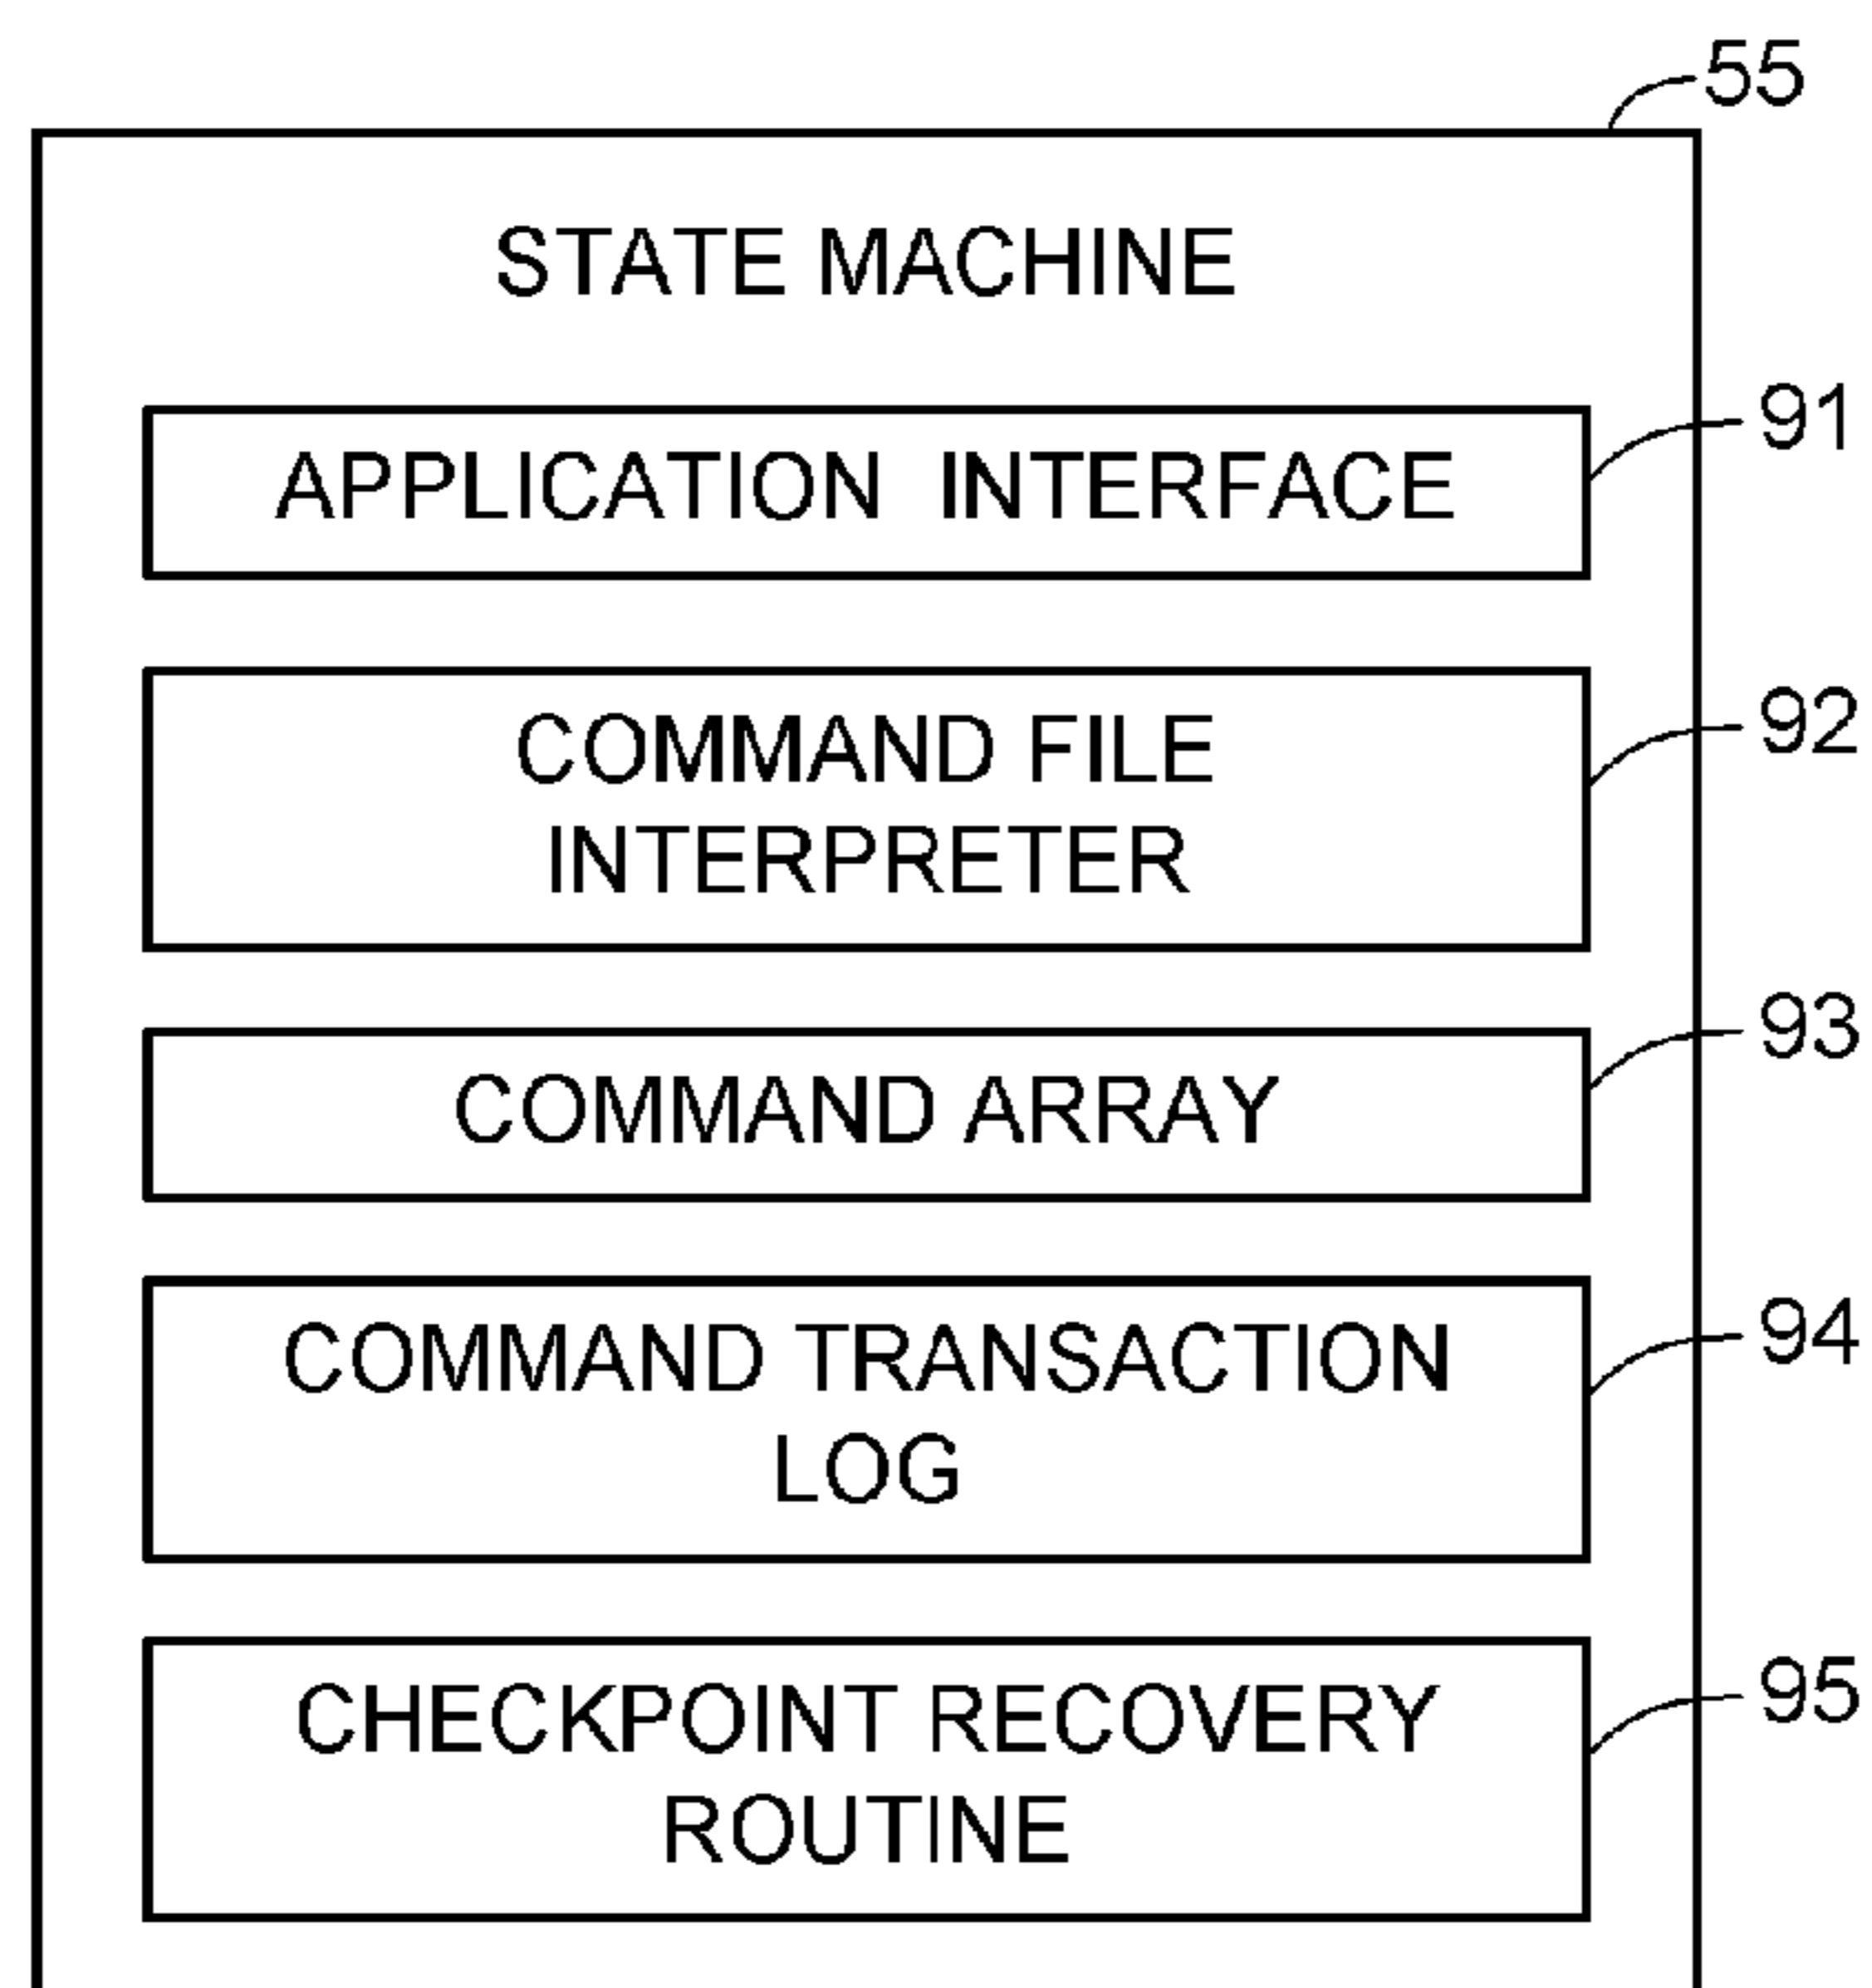 55
STATE MACHINE
APPLICATION INTERFACE
91
COMMAND FILE
INTERPRETER
92
COMMAND ARRAY
93
COMMAND TRANSACTION
LOG
94
CHECKPOINT RECOVERY
ROUTINE
95